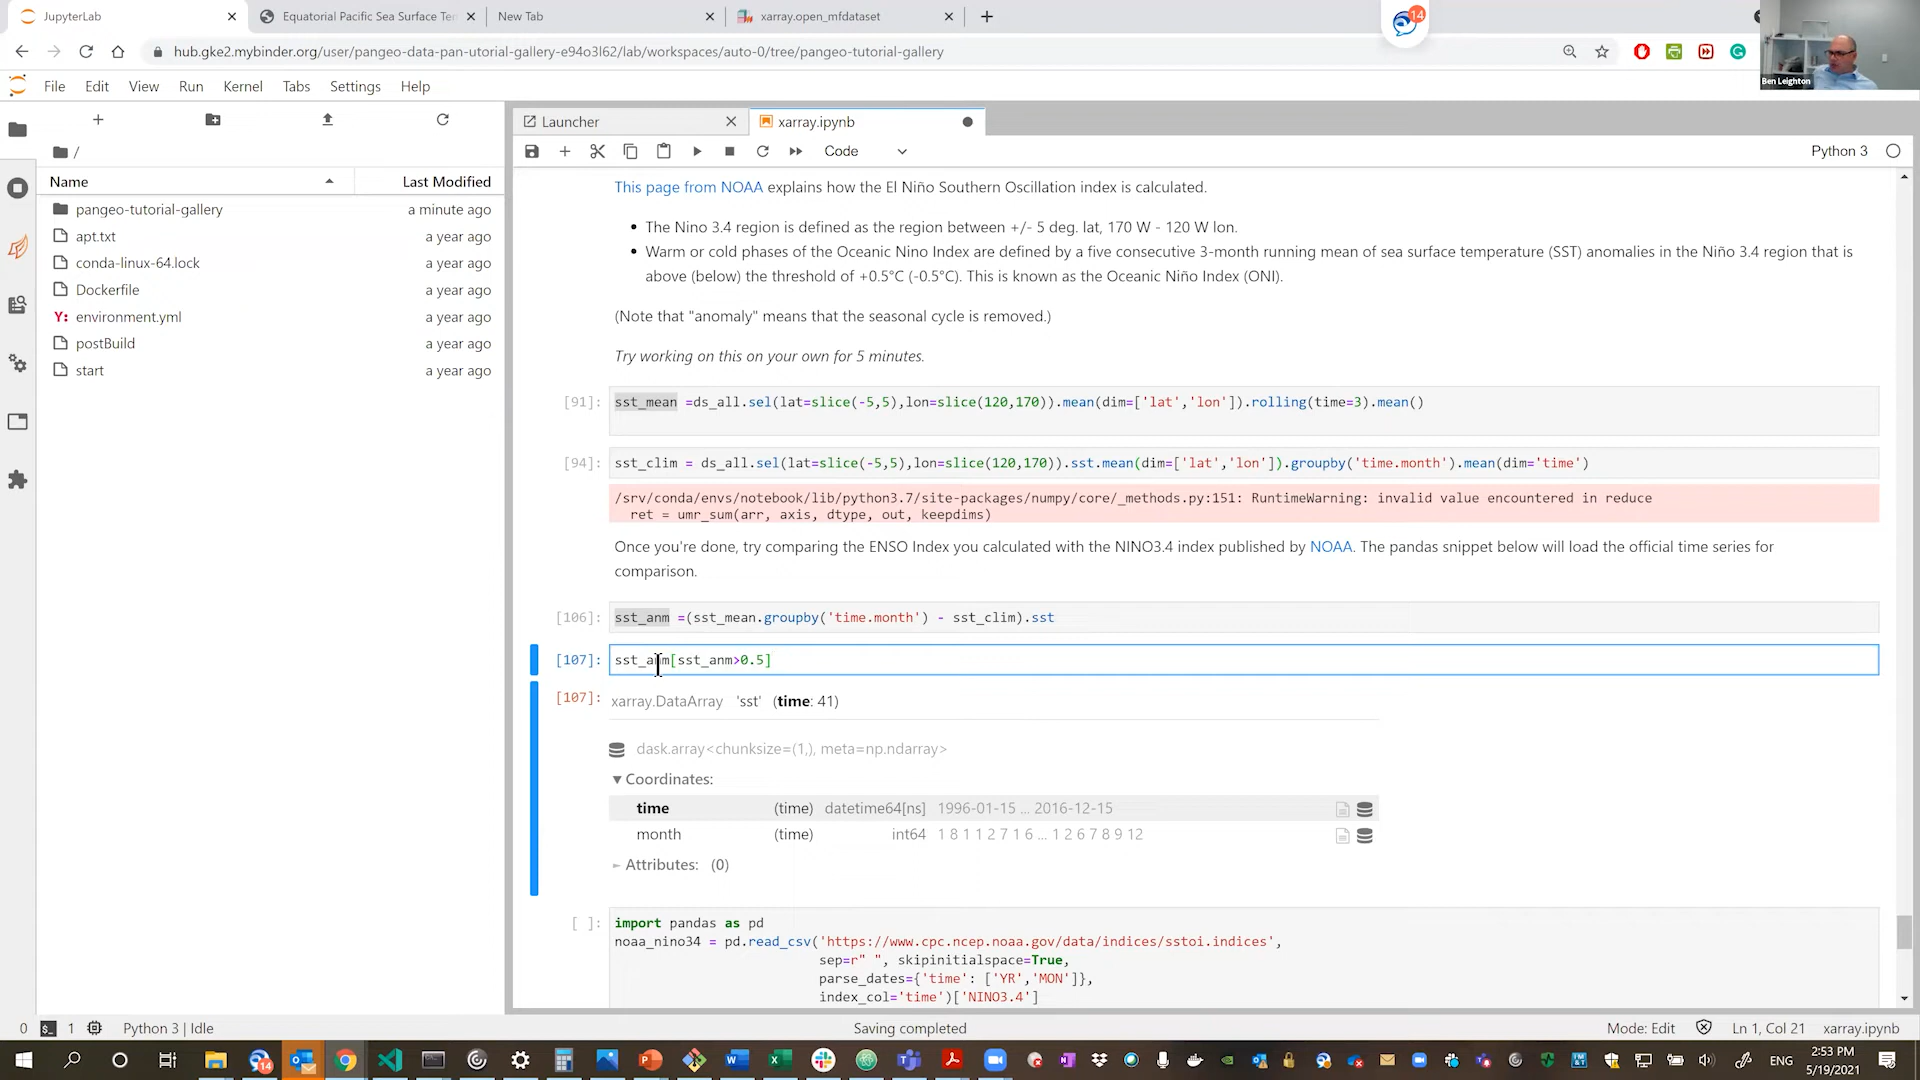 JupyterLab
Equatorial Pacific Sea Surface Te
New Tab
xarray.open_mfdataset
14
hub.gke2.mybinder.org/user/pangeo-data-pan-utorial-gallery-e94o3l62/lab/workspaces/auto-0/tree/pangeo-tutorial-gallery
Ben Leighton
File Edit View Run Kernel Tabs Settings Help
Launcher
xarray.ipynb
/
Code
Python 3
Name
Last Modified
pangeo-tutorial-gallery a minute ago
apt.txt a year ago
conda-linux-64.lock a year ago
Dockerfile a year ago
Y: environment.yml a year ago
postBuild a year ago
start a year ago
This page from NOAA explains how the El Niño Southern Oscillation index is calculated.
• The Nino 3.4 region is defined as the region between +/- 5 deg. lat, 170 W - 120 W lon.
• Warm or cold phases of the Oceanic Nino Index are defined by a five consecutive 3-month running mean of sea surface temperature (SST) anomalies in the Niño 3.4 region that is
above (below) the threshold of +0.5°C (-0.5°C). This is known as the Oceanic Niño Index (ONI).
(Note that "anomaly" means that the seasonal cycle is removed.)
Try working on this on your own for 5 minutes.
[91]: sst_mean =ds_all.sel(lat=slice(-5,5),lon=slice(120,170)).mean(dim=['lat','lon']).rolling(time=3).mean()
[94]: sst_clim = ds_all.sel(lat=slice(-5,5),lon=slice(120,170)).sst.mean(dim=['lat','lon']).groupby('time.month').mean(dim='time')
/srv/conda/envs/notebook/lib/python3.7/site-packages/numpy/core/_methods.py:151: RuntimeWarning: invalid value encountered in reduce
ret = umr_sum(arr, axis, dtype, out, keepdims)
Once you're done, try comparing the ENSO Index you calculated with the NINO3.4 index published by NOAA. The pandas snippet below will load the official time series for
comparison.
[106]: sst_anm =(sst_mean.groupby('time.month') - sst_clim).sst
[107]: sst_anm[sst_anm>0.5]
[107]: xarray.DataArray 'sst' (time: 41)
dask.array<chunksize=(1,), meta=np.ndarray>
▼ Coordinates:
time (time) datetime64[ns] 1996-01-15 ... 2016-12-15
month (time) int64 1 8 1 1 2 7 1 6 ... 1 2 6 7 8 9 12
► Attributes: (0)
[ ]: import pandas as pd
noaa_nino34 = pd.read_csv('https://www.cpc.ncep.noaa.gov/data/indices/sstoi.indices',
sep=r" ", skipinitialspace=True,
parse_dates={'time': ['YR','MON']},
index_col='time')['NINO3.4']
0 1 Python 3 | Idle
Saving completed
Mode: Edit Ln 1, Col 21 xarray.ipynb
14
ENG
2:53 PM
5/19/2021